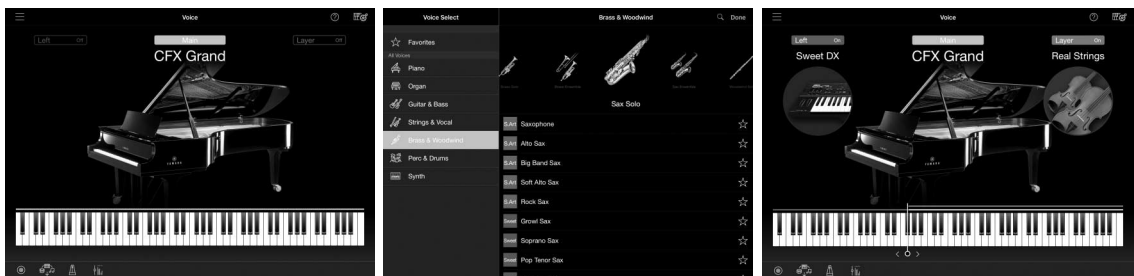 Voice
Left Off
Main
Layer Off
CFX Grand
YAMAHA
Voice Select
Favorites
All Voices
Piano
Organ
Guitar & Bass
Strings & Vocal
Brass & Woodwind
Perc & Drums
Synth
Brass & Woodwind
Done
Sax Solo
S.Art Saxophone
S.Art Alto Sax
S.Art Big Band Sax
S.Art Soft Alto Sax
S.Art Rock Sax
Sweet Growl Sax
Sweet Soprano Sax
Sweet Pop Tenor Sax
Voice
Left On
Main
Layer On
Sweet DX
CFX Grand
Real Strings
YAMAHA